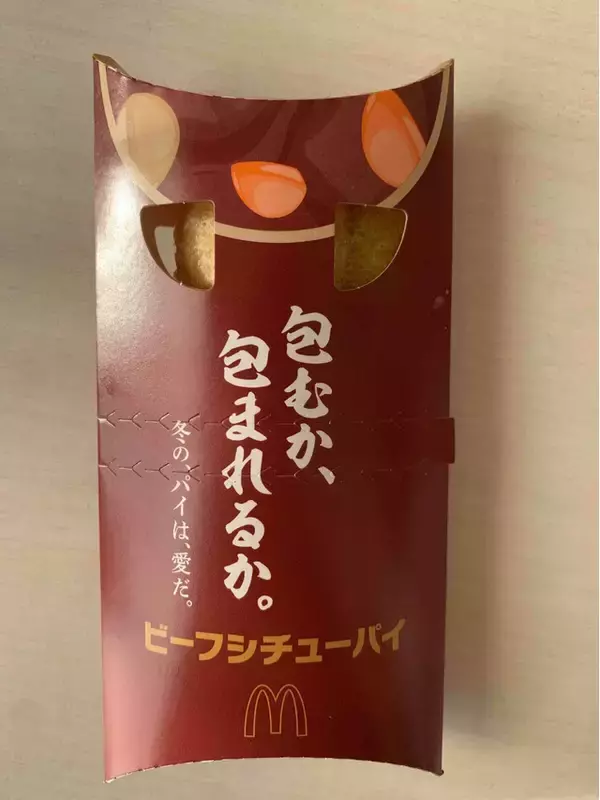 包むか、
包まれるか。
冬の、パイは、愛だ。
ビーフシチューパイ